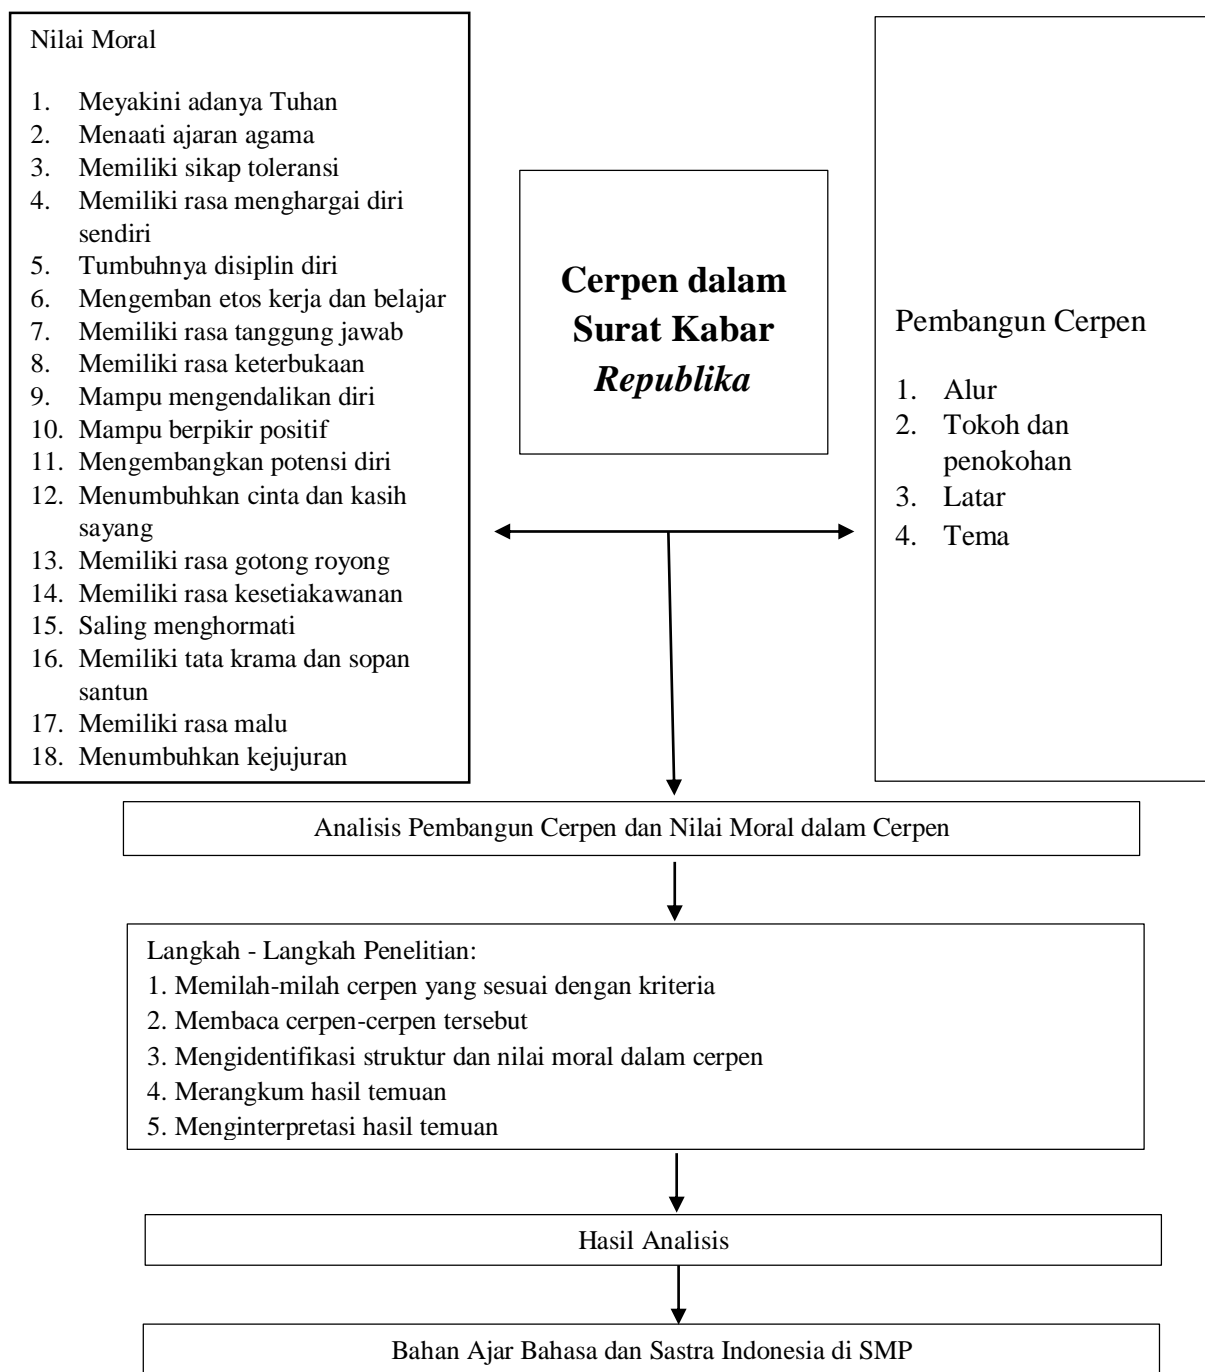 Nilai Moral
1. Meyakini adanya Tuhan
2. Menaati ajaran agama
3. Memiliki sikap toleransi
4. Memiliki rasa menghargai diri
sendiri
5. Tumbuhnya disiplin diri
6. Mengemban etos kerja dan belajar
7. Memiliki rasa tanggung jawab
8. Memiliki rasa keterbukaan
9. Mampu mengendalikan diri
10. Mampu berpikir positif
11. Mengembangkan potensi diri
12. Menumbuhkan cinta dan kasih
sayang
13. Memiliki rasa gotong royong
14. Memiliki rasa kesetiakawanan
15. Saling menghormati
16. Memiliki tata krama dan sopan
santun
17. Memiliki rasa malu
18. Menumbuhkan kejujuran
Cerpen dalam
Surat Kabar
Republika
Pembangun Cerpen
1. Alur
2. Tokoh dan
penokohan
3. Latar
4. Tema
Analisis Pembangun Cerpen dan Nilai Moral dalam Cerpen
Langkah - Langkah Penelitian:
1. Memilah-milah cerpen yang sesuai dengan kriteria
2. Membaca cerpen-cerpen tersebut
3. Mengidentifikasi struktur dan nilai moral dalam cerpen
4. Merangkum hasil temuan
5. Menginterpretasi hasil temuan
Hasil Analisis
Bahan Ajar Bahasa dan Sastra Indonesia di SMP